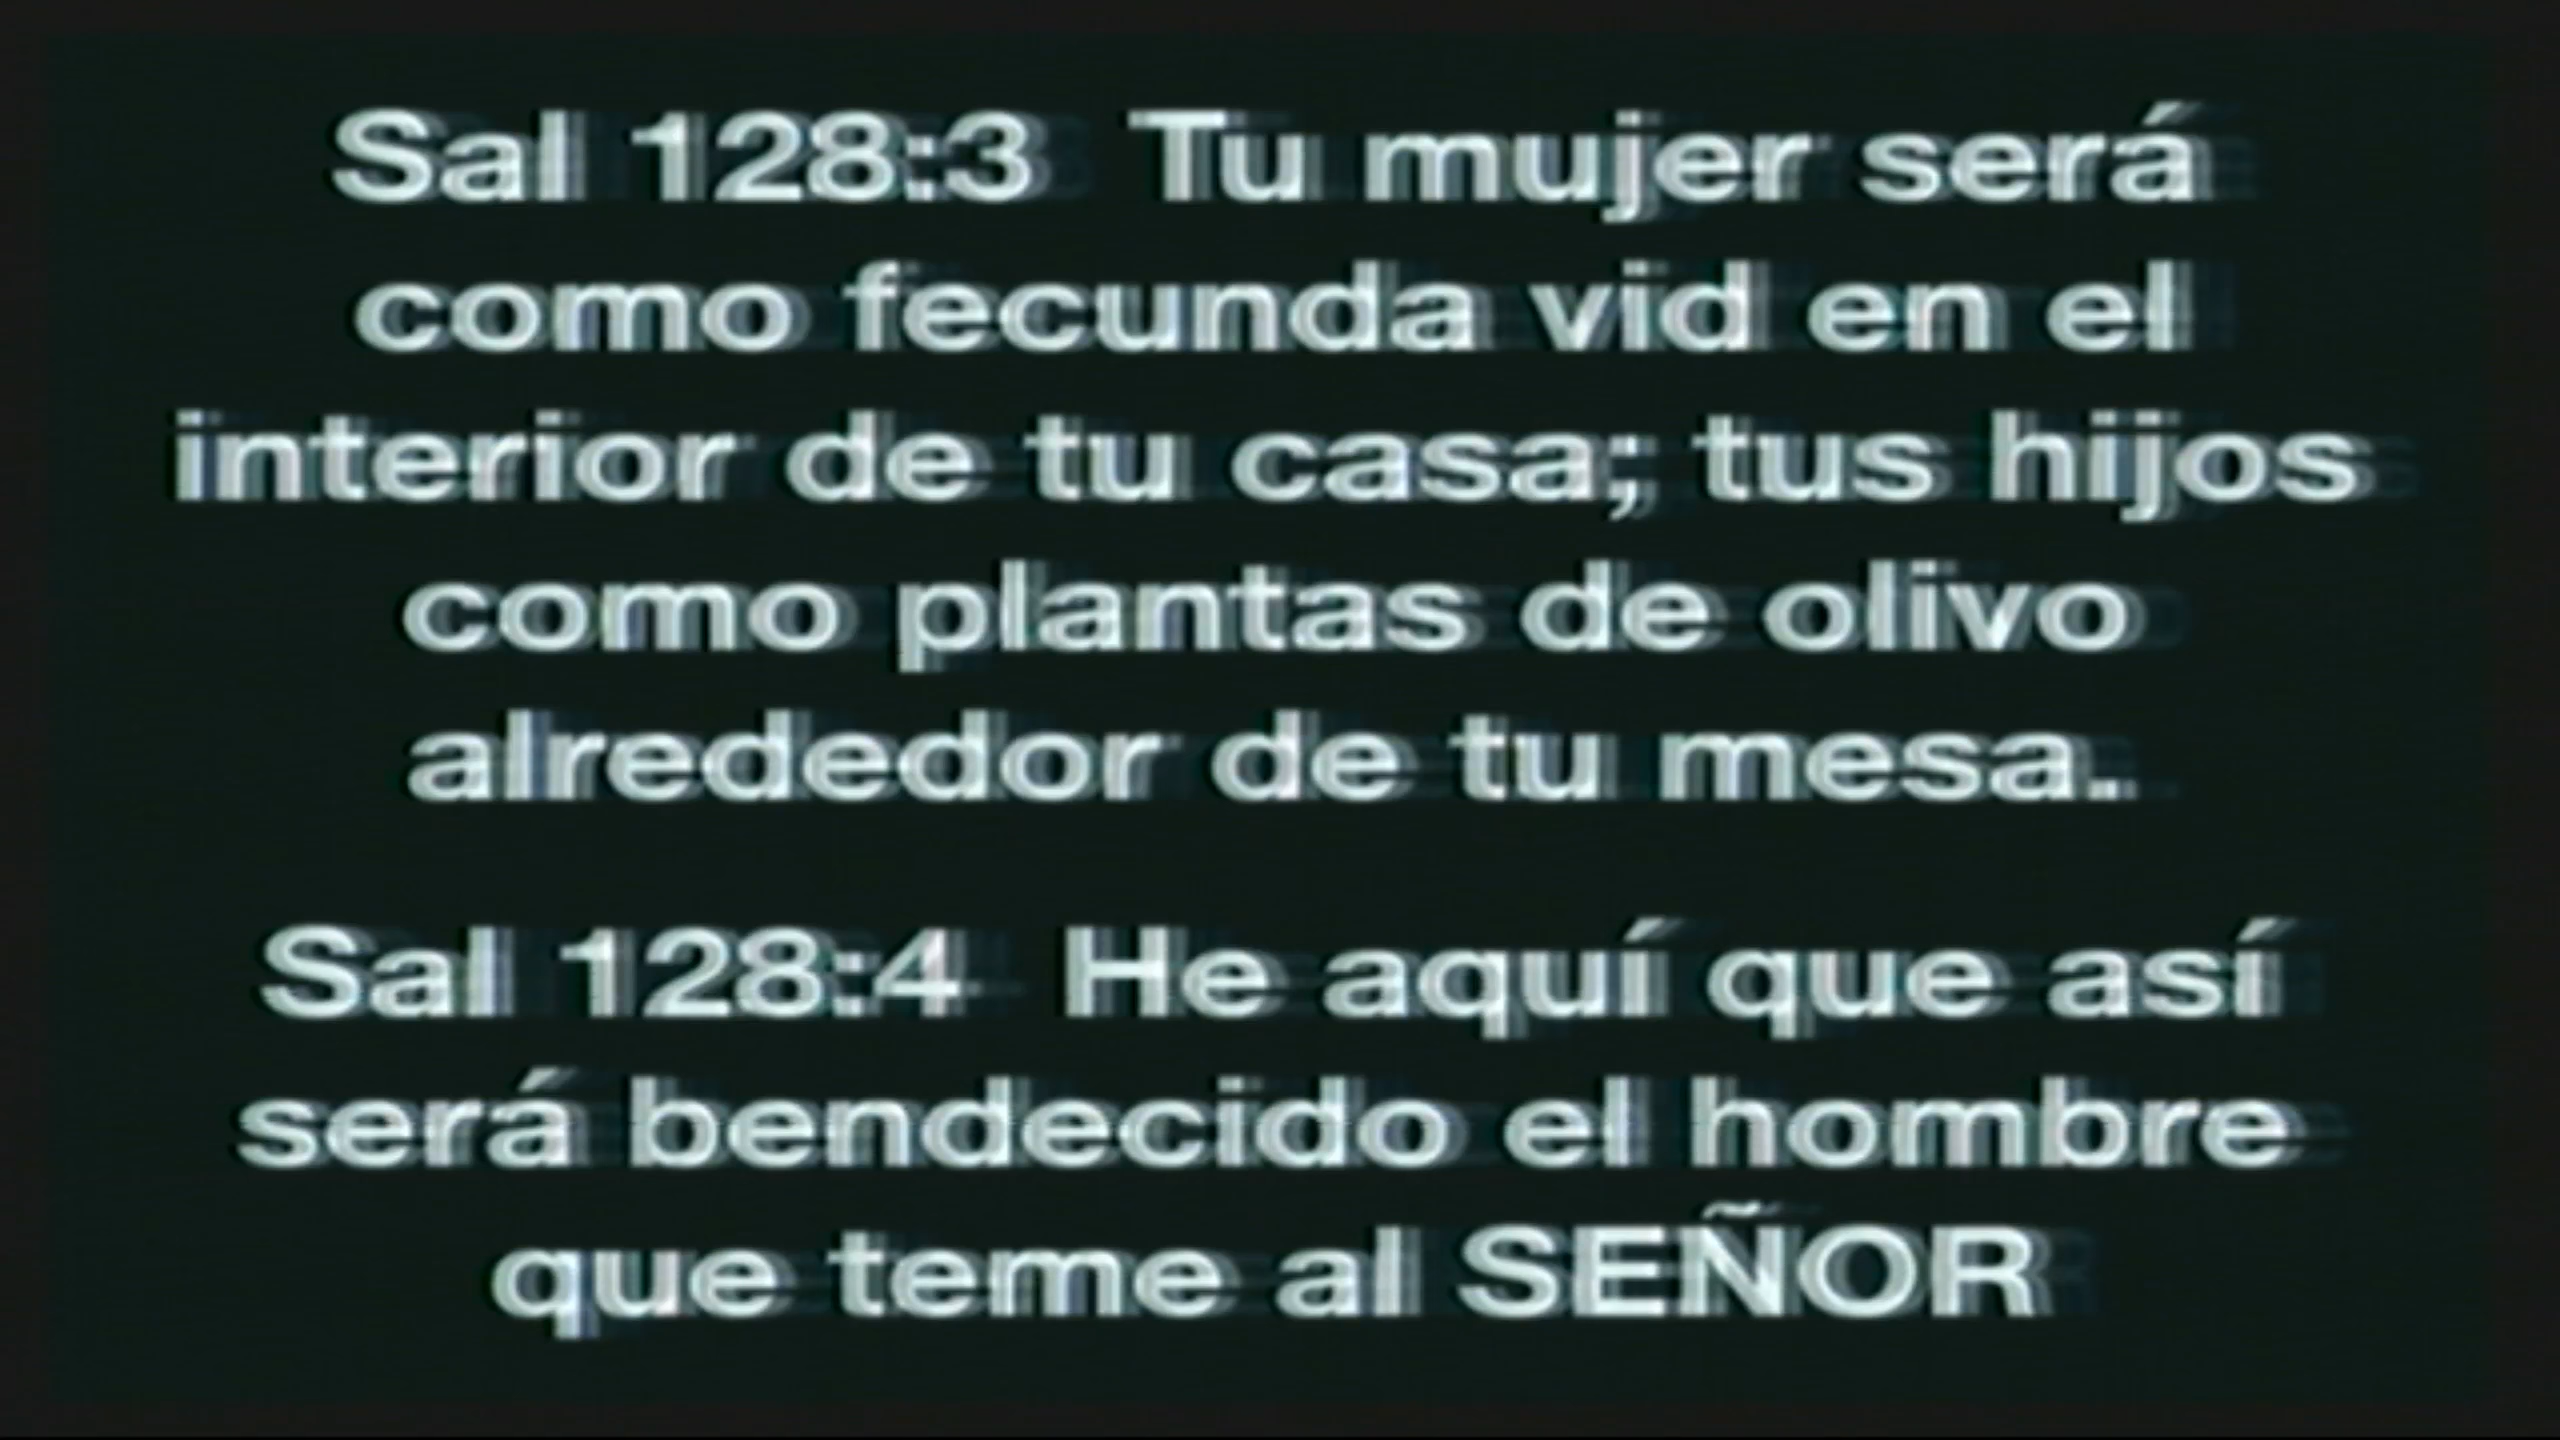 Sal 128:3 Tu mujer será
como fecunda vid en el
interior de tu casa; tus hijos
como plantas de olivo
alrededor de tu mesa.
Sal 128:4 He aquí que así
será bendecido el hombre
que teme al SEÑOR